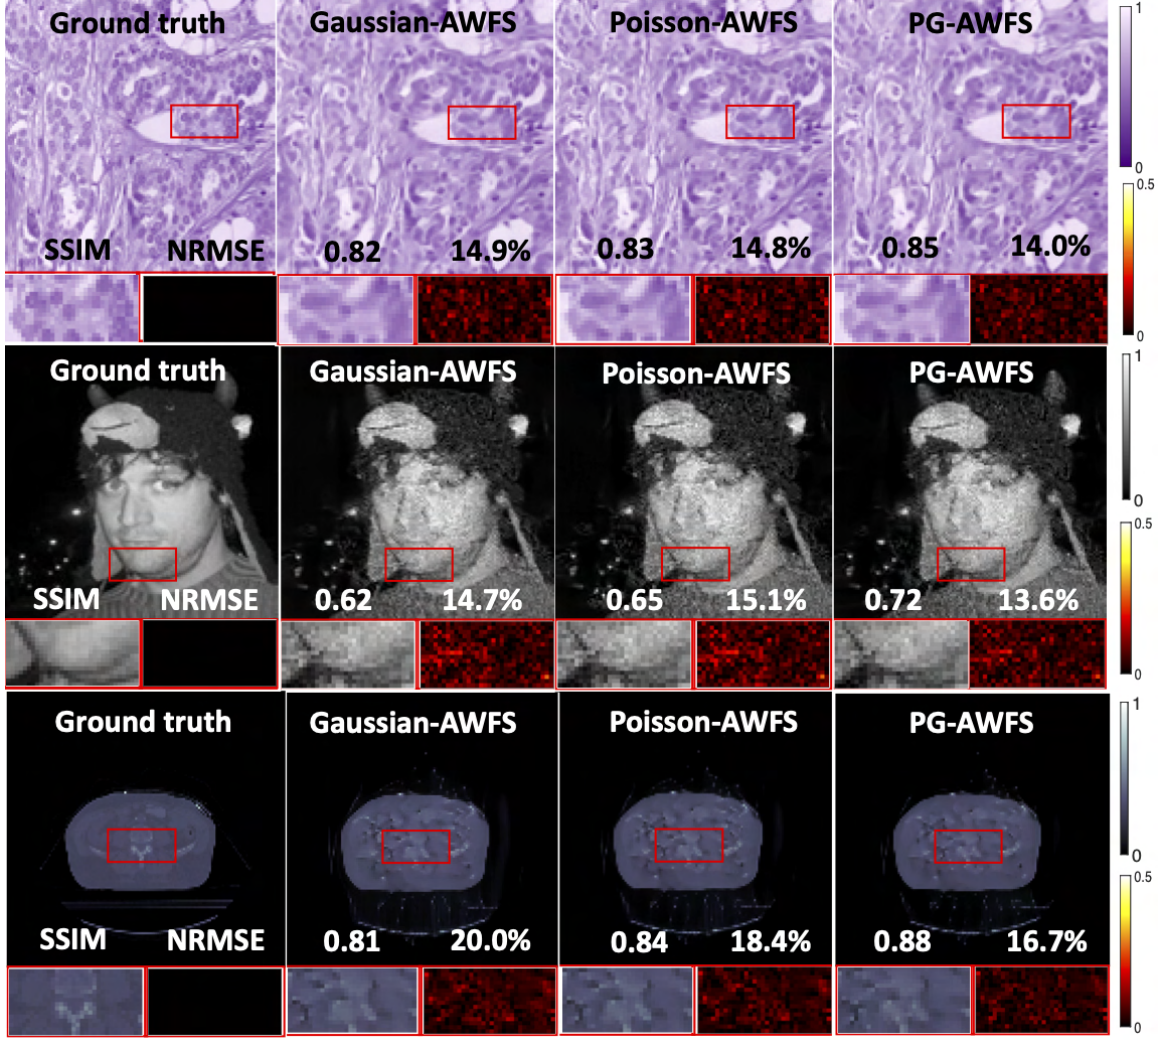 Ground truth Gaussian-AWFS Poisson-AWFS PG-AWFS 1
SSIM NRMSE 0.82 14.9% 0.83 14.8% 0.85 14.0% 0
0.5
0
Ground truth Gaussian-AWFS Poisson-AWFS PG-AWFS 1
0
0.5
SSIM NRMSE 0.62 14.7% 0.65 15.1% 0.72 13.6%
0
Ground truth Gaussian-AWFS Poisson-AWFS PG-AWFS 1
0
0.5
SSIM NRMSE 0.81 20.0% 0.84 18.4% 0.88 16.7%
0